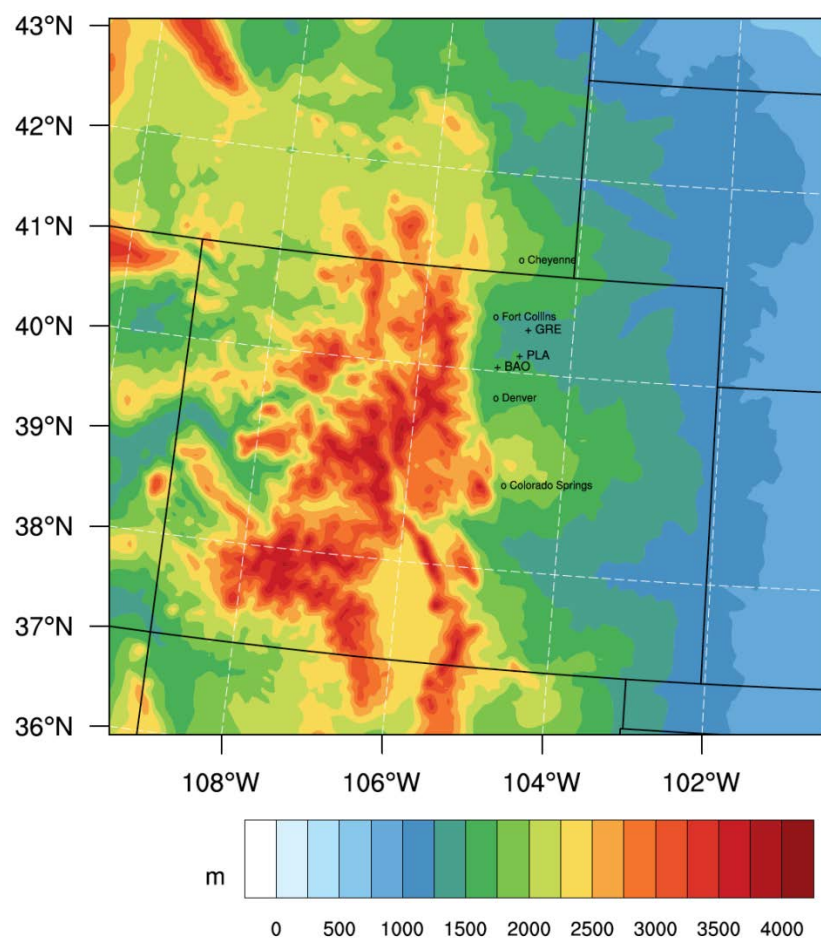 43°N
42°N
41°N
o Cheyenne
o Fort Collins
+ GRE
40°N
+ PLA
+ BAO
o Denver
39°N
o Colorado Springs
38°N
37°N
36°N
108°W 106°W 104°W 102°W
m
0 500 1000 1500 2000 2500 3000 3500 4000